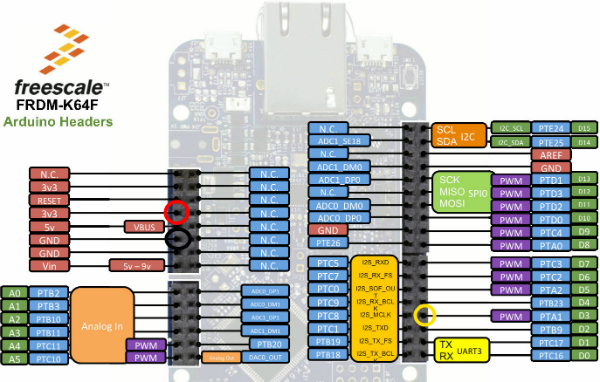 freescale™
FRDM-K64F
Arduino Headers
N.C. SCL SDA I2C I2C_SCL PTE24 D15
ADC1_SE18 I2C_SDA PTE25 D14
N.C. AREF
ADC1_DM0 GND
ADC1_DP0 SCK MISO MOSI SPI0 PWM PTD1 D13
N.C. PWM PTD3 D12
ADC0_DM0 PWM PTD2 D11
ADC0_DP0 PWM PTD0 D10
GND PWM PTC4 D9
PTE26 PWM PTA0 D8
N.C. N.C.
3v3 N.C.
RESET N.C.
3v3 N.C.
5v VBUS N.C.
GND N.C.
GND N.C.
Vin 5v - 9v N.C.
PTC5 I2S_RXD PWM PTC3 D7
PTC7 I2S_RX_FS PWM PTC2 D6
PTC0 I2S_SOF_OUT PWM PTA2 D5
PTC9 I2S_RX_BCLK PTB23 D4
PTC8 I2S_MCLK PWM PTA1 D3
PTC1 I2S_TXD PTB9 D2
PTB19 I2S_TX_FS TX RX UART3 PTC17 D1
PTB18 I2S_TX_BCLK PTC16 D0
A0 PTB2 Analog In ADC0_DP1
A1 PTB3 ADC0_DM1
A2 PTB10 ADC1_DP1
A3 PTB11 ADC1_DM1
A4 PTC11 PWM PTB20
A5 PTC10 PWM Analog Out DAC0_OUT